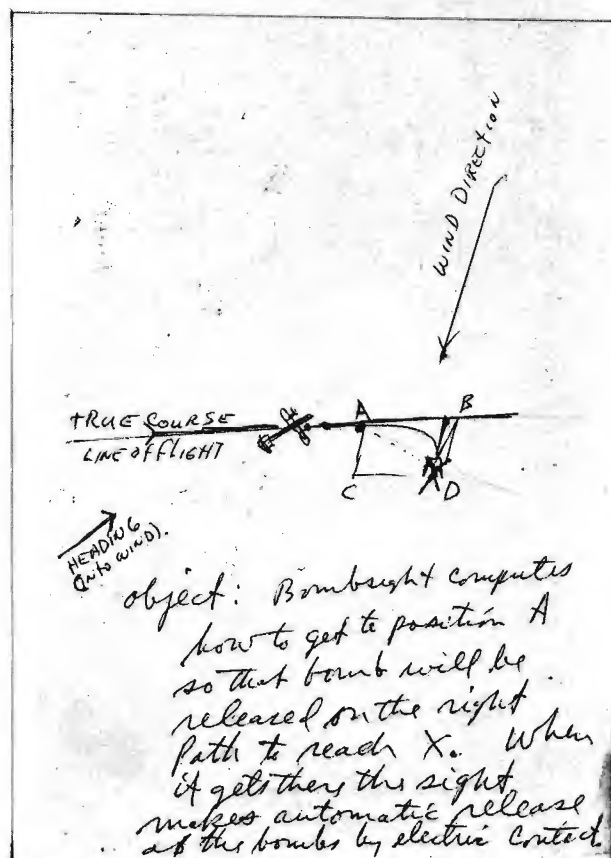 WIND DIRECTION
TRUE COURSE
LINE OF FLIGHT
A
B
C
X D
HEADING
(INTO WIND).
object: Bombsight computes
how to get to position A
so that bomb will be
released on the right
Path to reach X. When
it gets there the sight
makes automatic release
of the bombs by electric contact